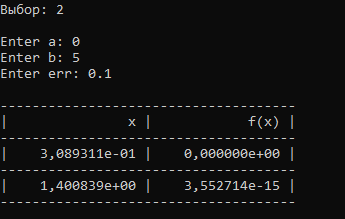 Выбор: 2
Enter a: 0
Enter b: 5
Enter err: 0.1
-------------------------------------
|               x |            f(x) |
-------------------------------------
|    3,089311e-01 |    0,000000e+00 |
-------------------------------------
|    1,400839e+00 |    3,552714e-15 |
-------------------------------------